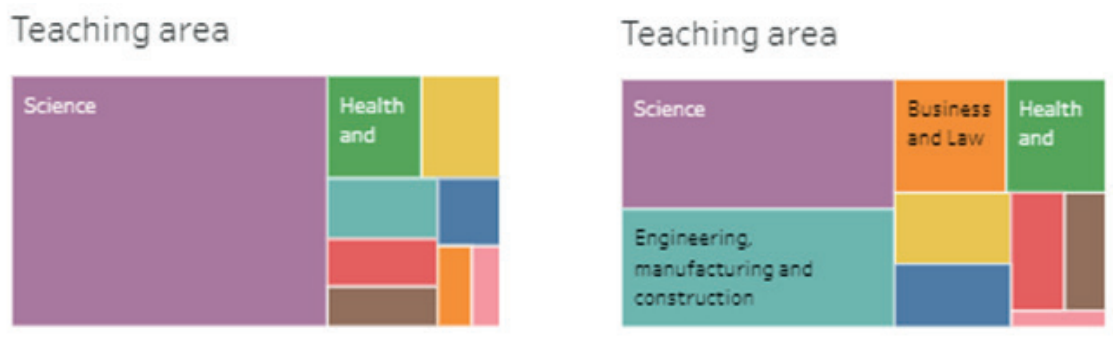 Teaching area
Science
Health
and
Teaching area
Science
Business
and Law
Health
and
Engineering,
manufacturing and
construction